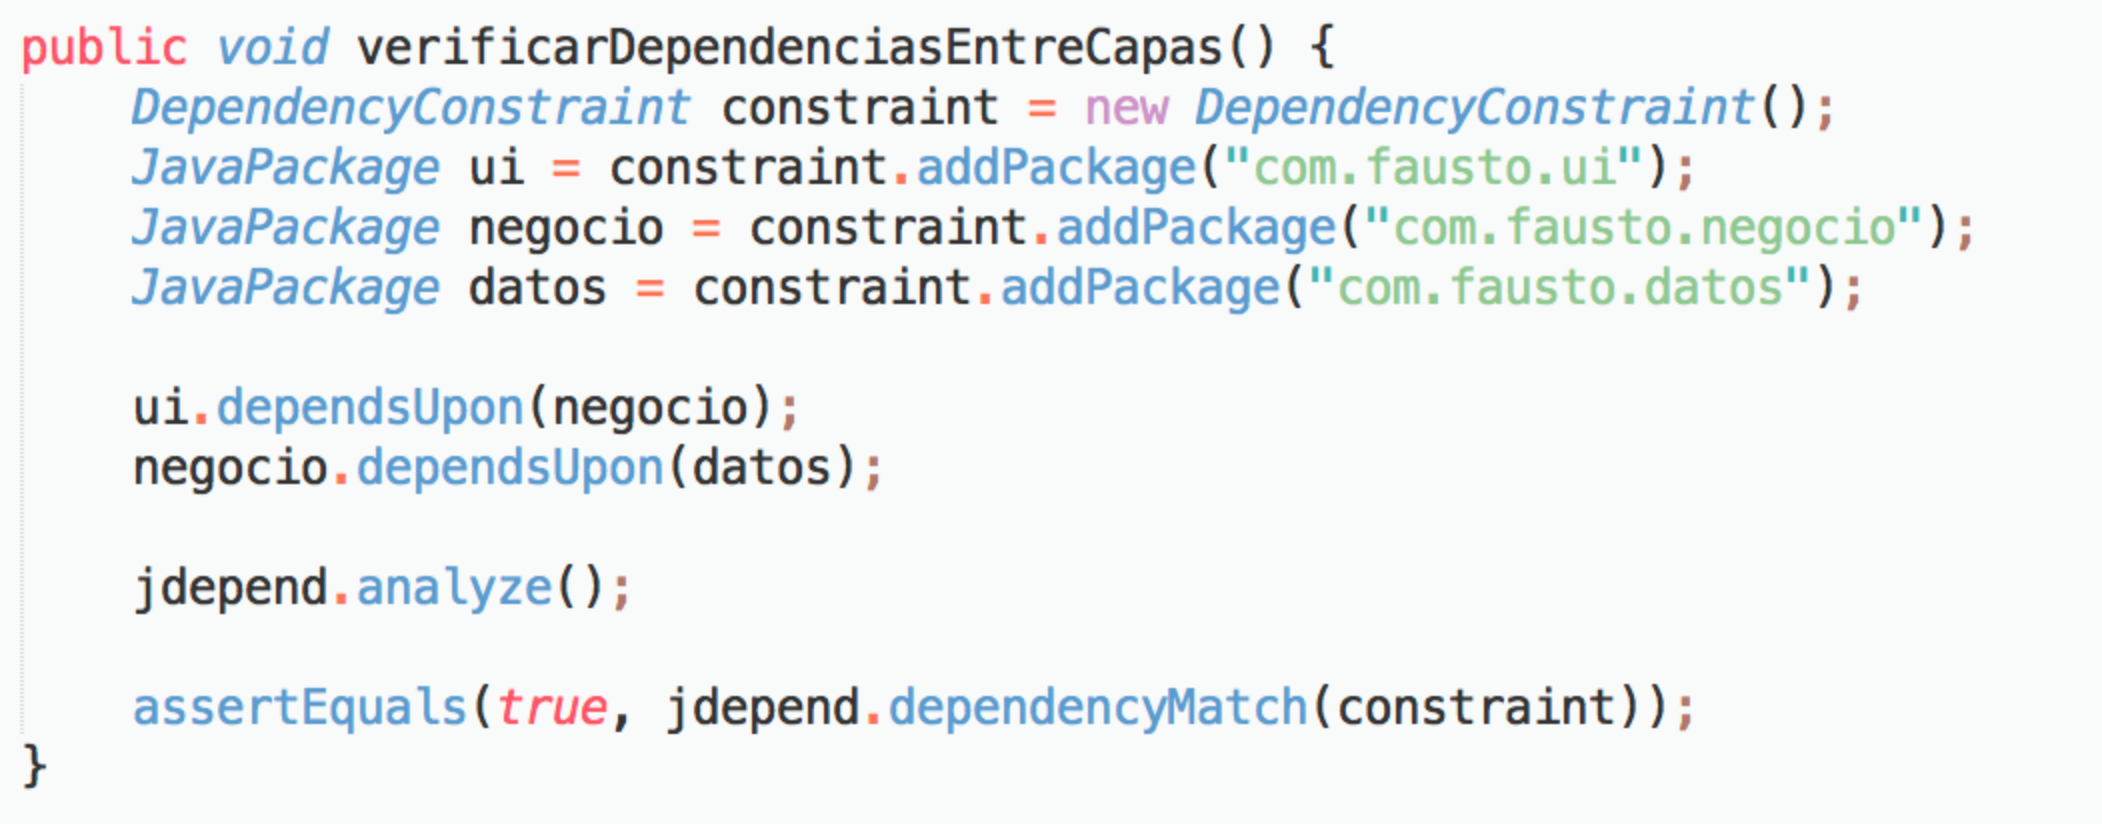 public void verificarDependenciasEntreCapas() {
    DependencyConstraint constraint = new DependencyConstraint();
    JavaPackage ui = constraint.addPackage("com.fausto.ui");
    JavaPackage negocio = constraint.addPackage("com.fausto.negocio");
    JavaPackage datos = constraint.addPackage("com.fausto.datos");

    ui.dependsUpon(negocio);
    negocio.dependsUpon(datos);

    jdepend.analyze();

    assertEquals(true, jdepend.dependencyMatch(constraint));
}